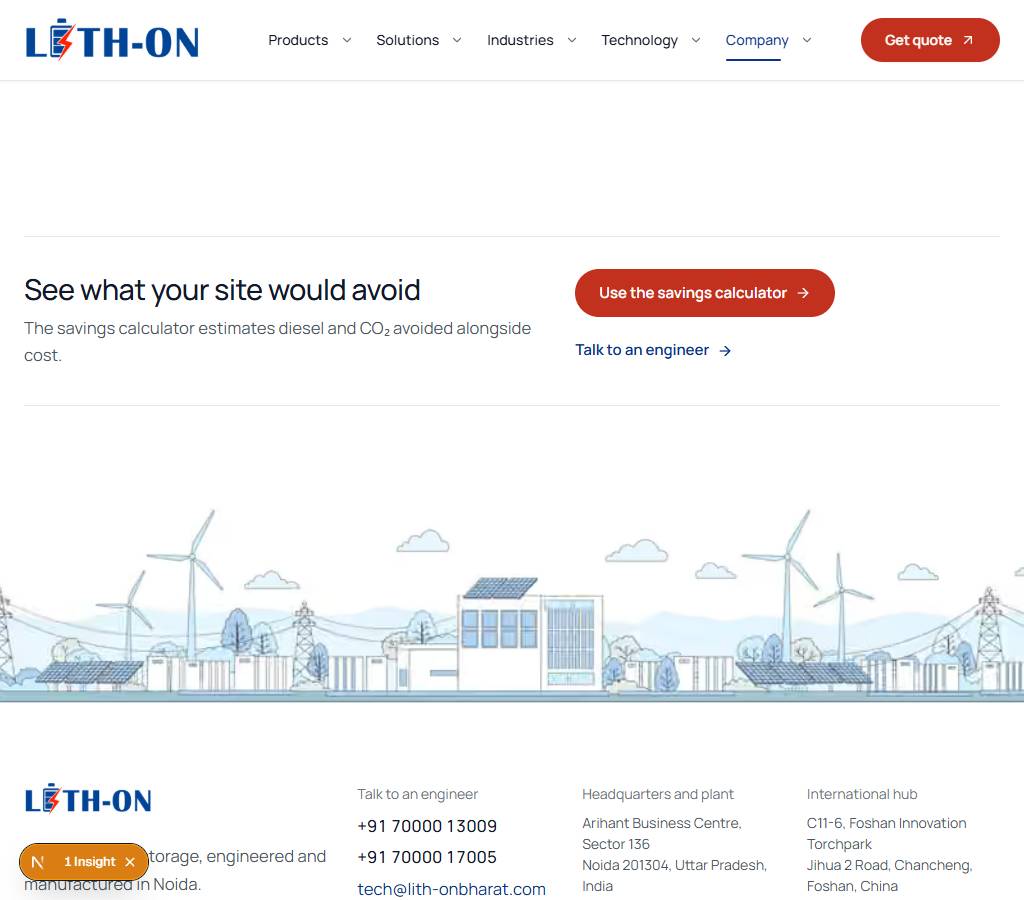 LITH-ON
Products
Solutions
Industries
Technology
Company
Get quote
See what your site would avoid
The savings calculator estimates diesel and CO₂ avoided alongside
cost.
Use the savings calculator
Talk to an engineer
LITH-ON
torage, engineered and
manufactured in Noida.
N 1 Insight
Talk to an engineer
+91 70000 13009
+91 70000 17005
tech@lith-onbharat.com
Headquarters and plant
Arihant Business Centre,
Sector 136
Noida 201304, Uttar Pradesh,
India
International hub
C11-6, Foshan Innovation
Torchpark
Jihua 2 Road, Chancheng,
Foshan, China